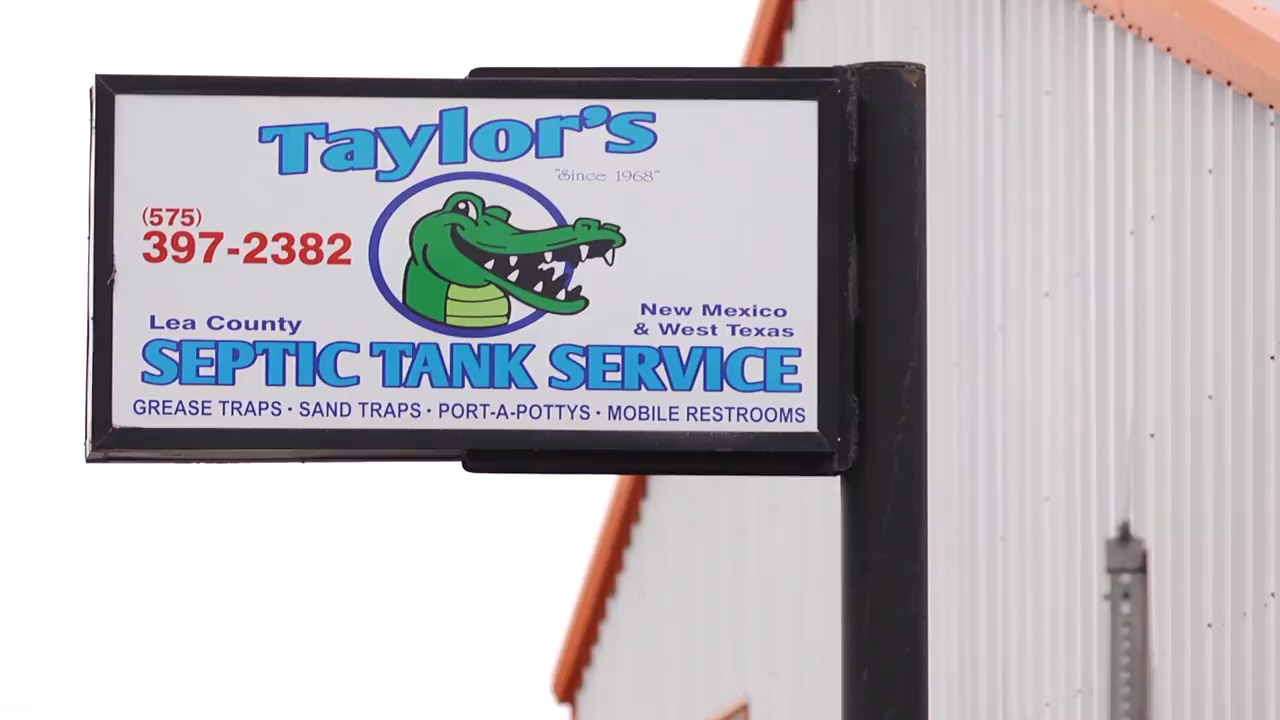 Taylor's
"Since 1968"
(575)
397-2382
Lea County
New Mexico
& West Texas
SEPTIC TANK SERVICE
GREASE TRAPS · SAND TRAPS · PORT-A-POTTYS · MOBILE RESTROOMS